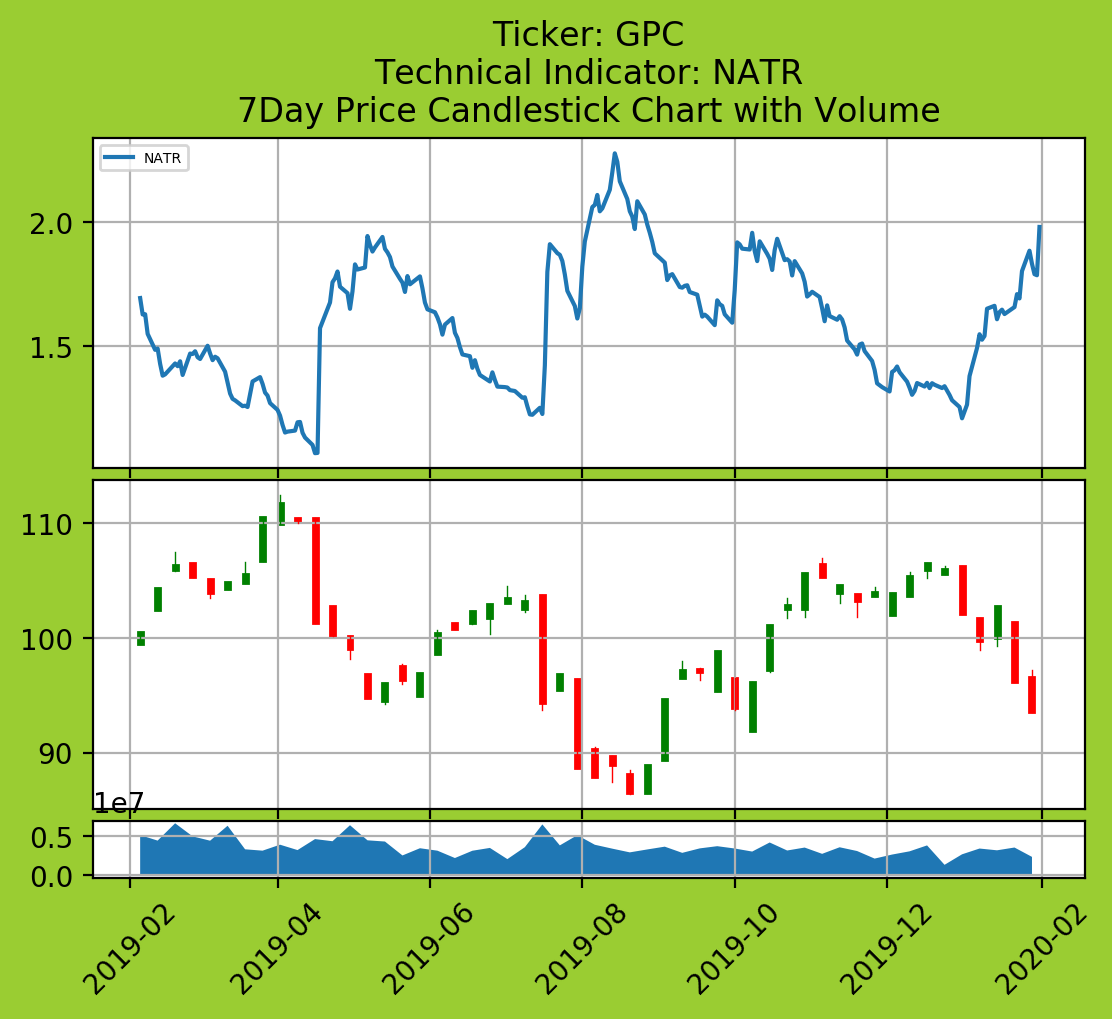 Ticker: GPC
Technical Indicator: NATR
7Day Price Candlestick Chart with Volume
NATR
2.0
1.5
110
100
90
1e7
0.5
0.0
2019-02
2019-04
2019-06
2019-08
2019-10
2019-12
2020-02